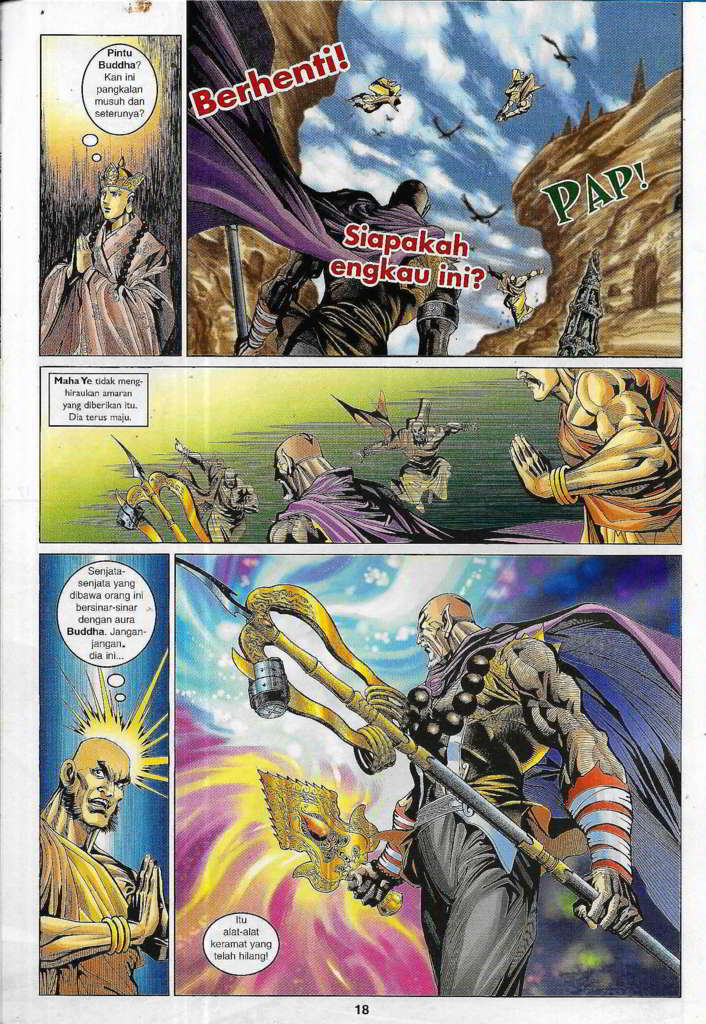 Pintu
Buddha?
Kan ini
pangkalan
musuh dan
seterunya?
Berhenti!
PAP!
Siapakah
engkau ini?
Maha Ye tidak meng-
hiraukan amaran
yang diberikan itu.
Dia terus maju.
Senjata-
senjata yang
dibawa orang ini
bersinar-sinar
dengan aura
Buddha. Jangan-
jangan,
dia ini...
Itu
alat-alat
keramat yang
telah hilang!
18